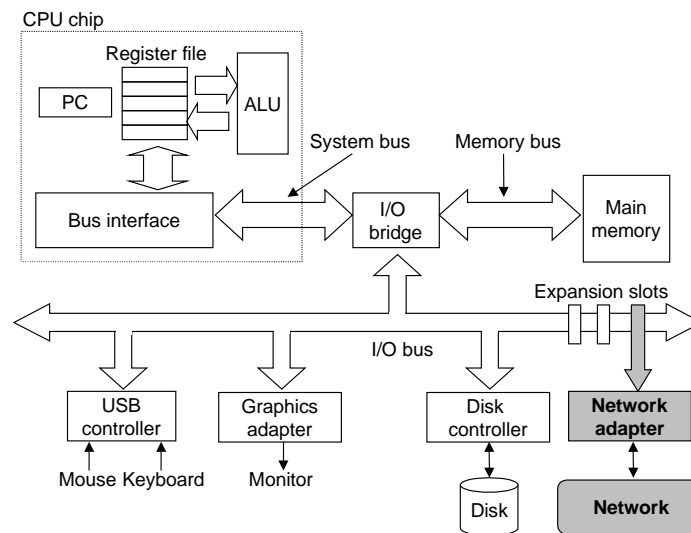 CPU chip
Register file
PC
ALU
System bus
Memory bus
Bus interface
I/O
bridge
Main
memory
Expansion slots
I/O bus
USB
controller
Graphics
adapter
Disk
controller
Network
adapter
Mouse Keyboard
Monitor
Disk
Network